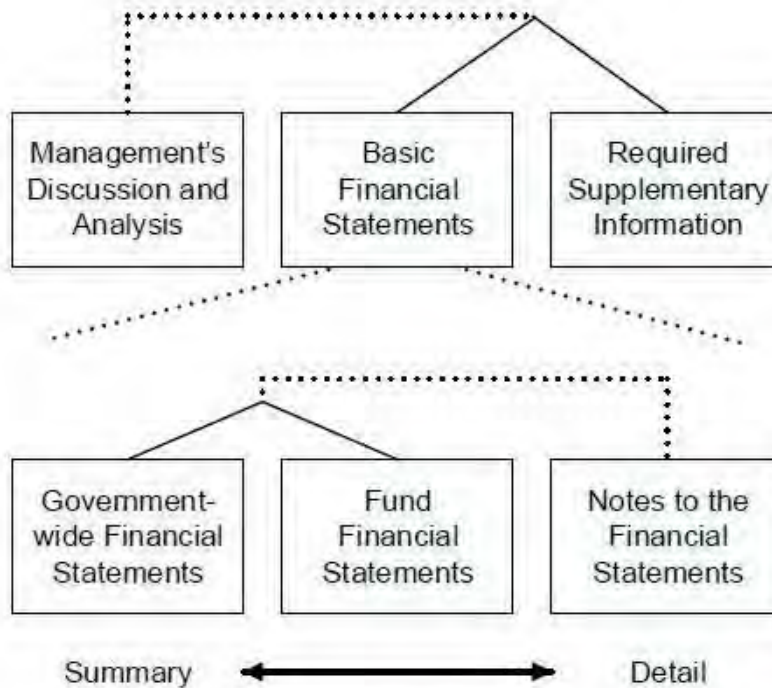 Management's
Discussion and
Analysis
Basic
Financial
Statements
Required
Supplementary
Information
Government-
wide Financial
Statements
Fund
Financial
Statements
Notes to the
Financial
Statements
Summary
Detail